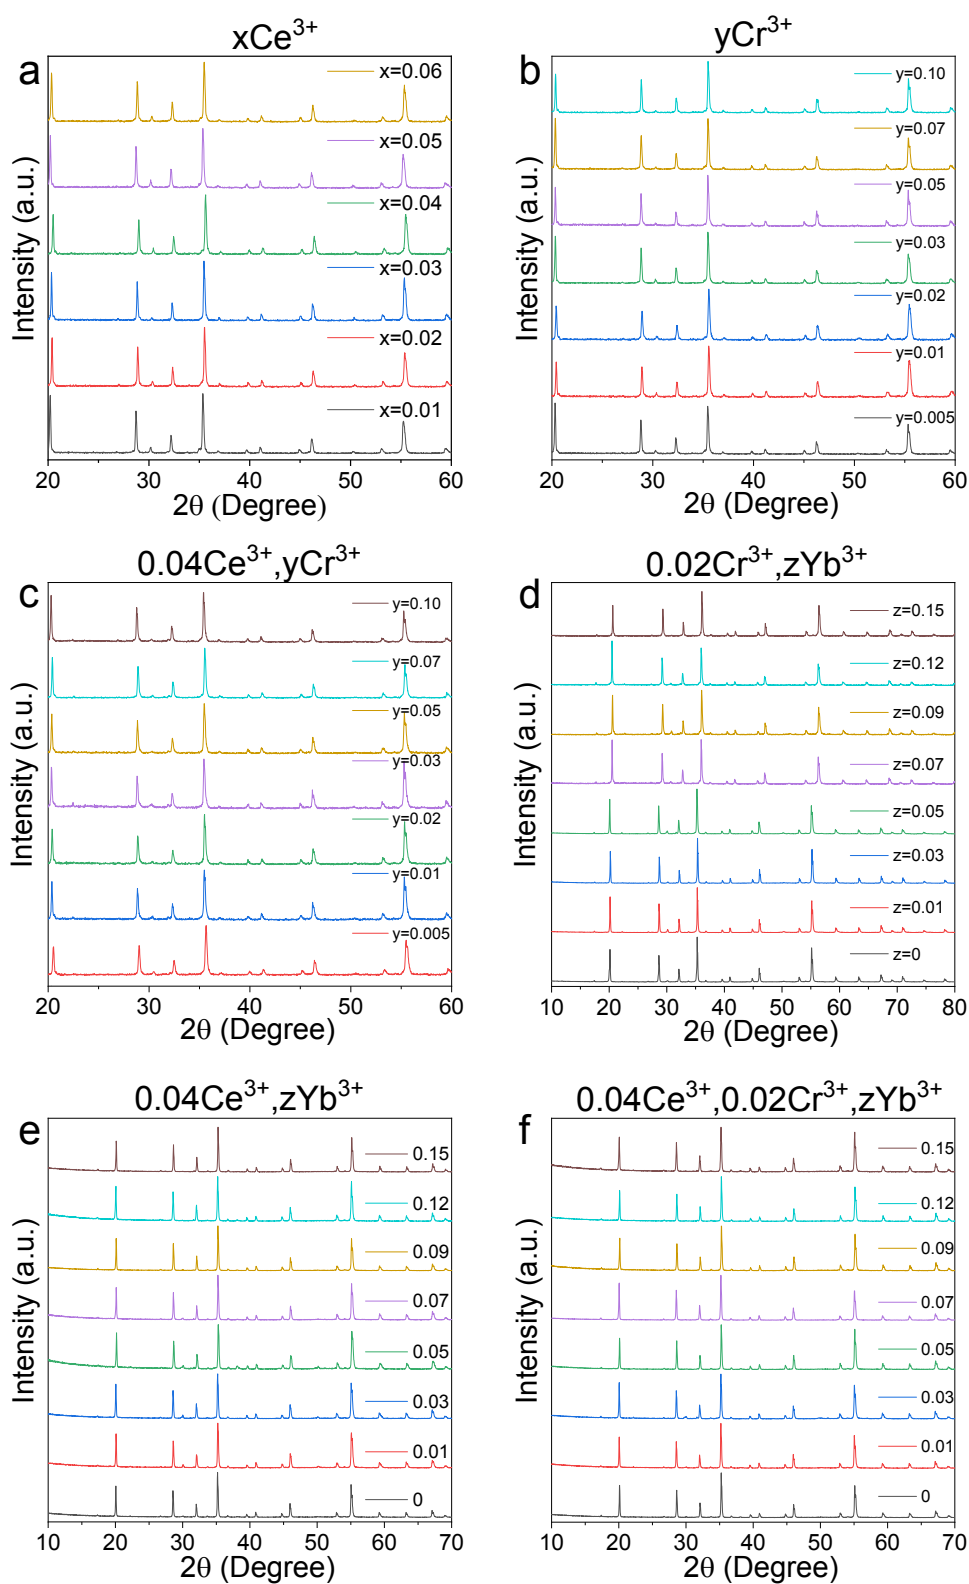 xCe³⁺
a
x=0.06
x=0.05
x=0.04
x=0.03
x=0.02
x=0.01
Intensity (a.u.)
20 30 40 50 60
2θ (Degree)
yCr³⁺
b
y=0.10
y=0.07
y=0.05
y=0.03
y=0.02
y=0.01
y=0.005
Intensity (a.u.)
20 30 40 50 60
2θ (Degree)
0.04Ce³⁺,yCr³⁺
c
y=0.10
y=0.07
y=0.05
y=0.03
y=0.02
y=0.01
y=0.005
Intensity (a.u.)
20 30 40 50 60
2θ (Degree)
0.02Cr³⁺,zYb³⁺
d
z=0.15
z=0.12
z=0.09
z=0.07
z=0.05
z=0.03
z=0.01
z=0
Intensity (a.u.)
10 20 30 40 50 60 70 80
2θ (Degree)
0.04Ce³⁺,zYb³⁺
e
0.15
0.12
0.09
0.07
0.05
0.03
0.01
0
Intensity (a.u.)
10 20 30 40 50 60 70
2θ (Degree)
0.04Ce³⁺,0.02Cr³⁺,zYb³⁺
f
0.15
0.12
0.09
0.07
0.05
0.03
0.01
0
Intensity (a.u.)
10 20 30 40 50 60 70
2θ (Degree)